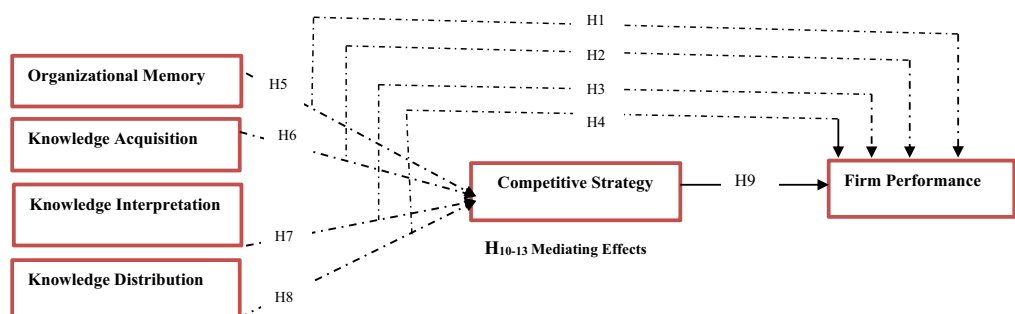 H1
H2
H3
H4
Organizational Memory
H5
Knowledge Acquisition
H6
Knowledge Interpretation
H7
Knowledge Distribution
H8
Competitive Strategy
H9
Firm Performance
H10-13 Mediating Effects